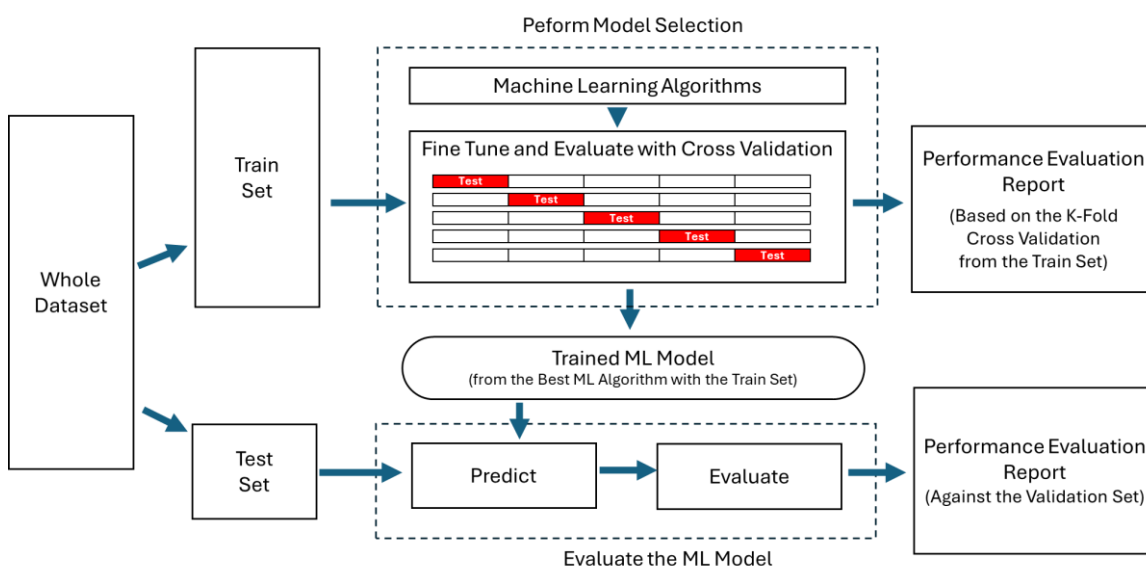 Peform Model Selection
Machine Learning Algorithms
Fine Tune and Evaluate with Cross Validation
Test
Test
Test
Test
Test
Train
Set
Whole
Dataset
Performance Evaluation
Report
(Based on the K-Fold
Cross Validation
from the Train Set)
Trained ML Model
(from the Best ML Algorithm with the Train Set)
Test
Set
Predict
Evaluate
Performance Evaluation
Report
(Against the Validation Set)
Evaluate the ML Model